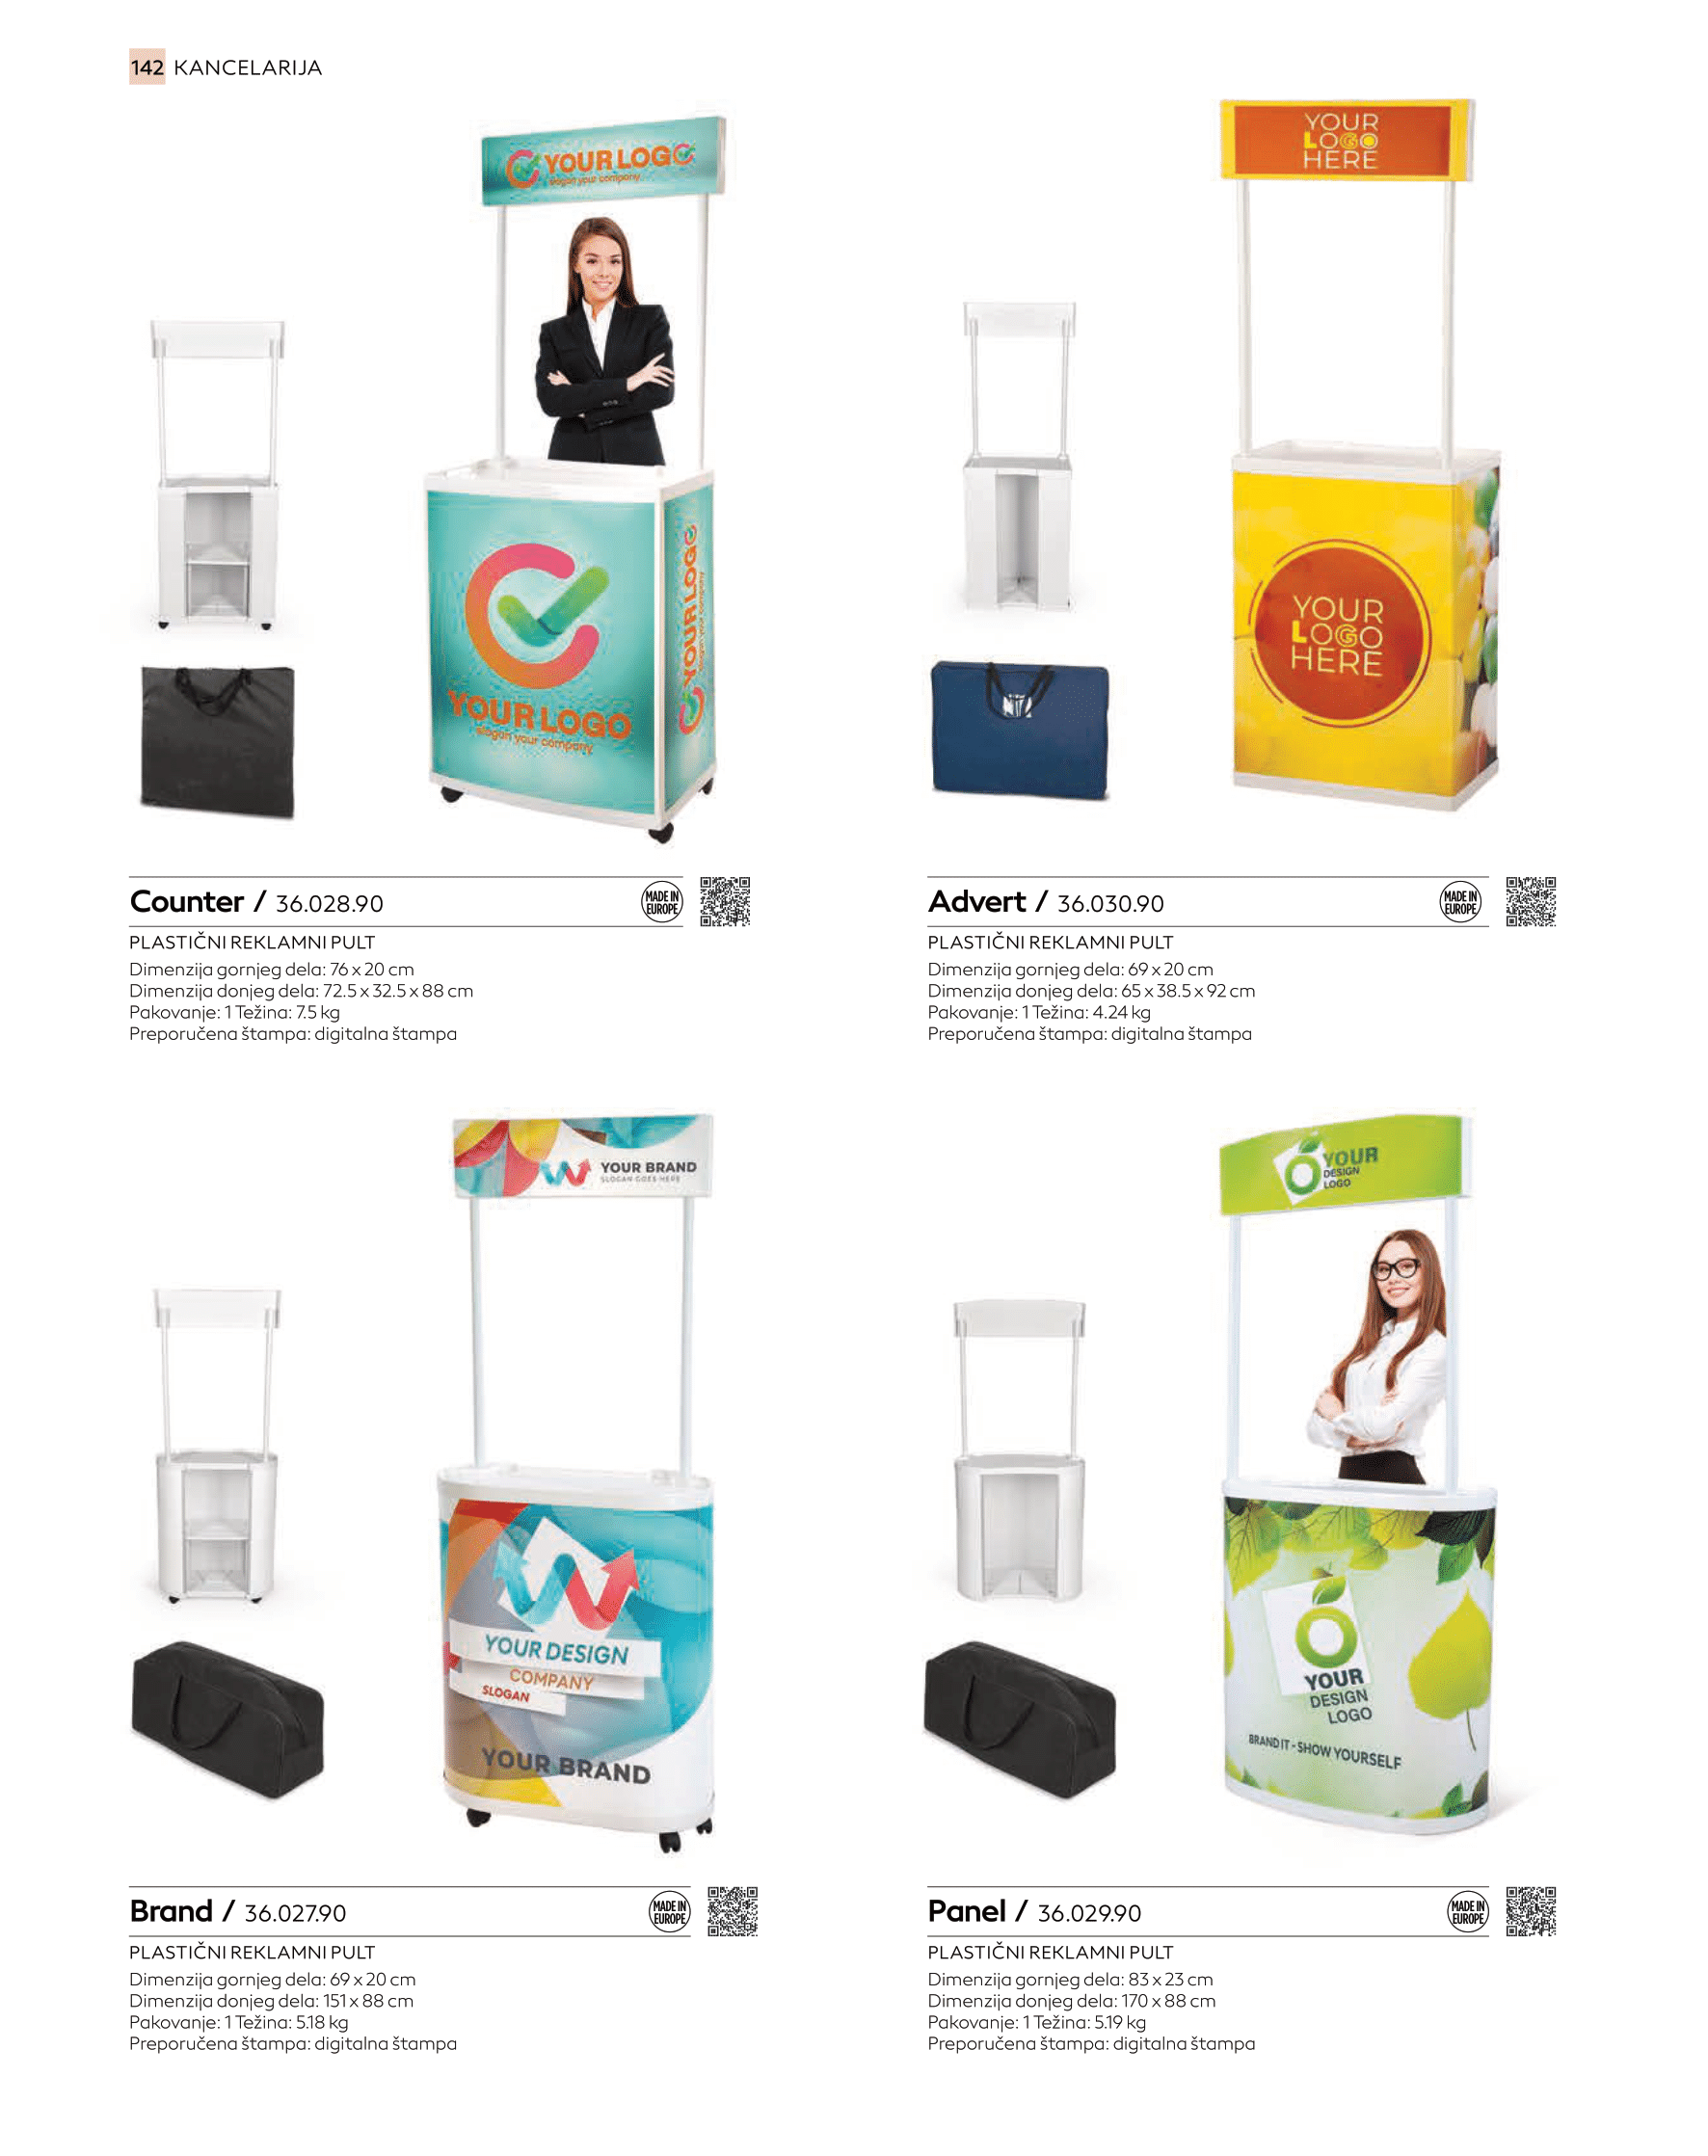 142 KANCELARIJA
YOUR LOGO
slogan your company
YOUR LOGO
slogan your company
YOUR LOGO
slogan your company
YOUR
LOGO
HERE
YOUR
LOGO
HERE
Counter / 36.028.90
MADE IN
EUROPE
PLASTIČNI REKLAMNI PULT
Dimenzija gornjeg dela: 76 x 20 cm
Dimenzija donjeg dela: 72.5 x 32.5 x 88 cm
Pakovanje: 1 Težina: 7.5 kg
Preporučena štampa: digitalna štampa
Advert / 36.030.90
MADE IN
EUROPE
PLASTIČNI REKLAMNI PULT
Dimenzija gornjeg dela: 69 x 20 cm
Dimenzija donjeg dela: 65 x 38.5 x 92 cm
Pakovanje: 1 Težina: 4.24 kg
Preporučena štampa: digitalna štampa
YOUR BRAND
SLOGAN GOES HERE
YOUR DESIGN
COMPANY
SLOGAN
YOUR BRAND
YOUR
DESIGN
LOGO
YOUR
DESIGN
LOGO
BRAND IT - SHOW YOURSELF
Brand / 36.027.90
MADE IN
EUROPE
PLASTIČNI REKLAMNI PULT
Dimenzija gornjeg dela: 69 x 20 cm
Dimenzija donjeg dela: 151 x 88 cm
Pakovanje: 1 Težina: 5.18 kg
Preporučena štampa: digitalna štampa
Panel / 36.029.90
MADE IN
EUROPE
PLASTIČNI REKLAMNI PULT
Dimenzija gornjeg dela: 83 x 23 cm
Dimenzija donjeg dela: 170 x 88 cm
Pakovanje: 1 Težina: 5.19 kg
Preporučena štampa: digitalna štampa